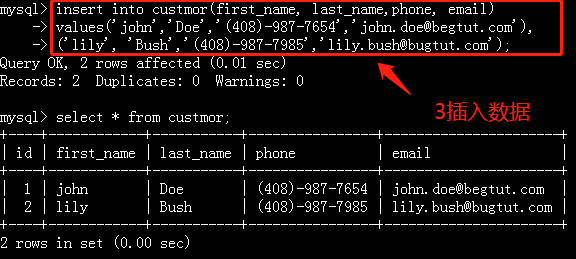 mysql> insert into custmor(first_name, last_name,phone, email)
    -> values('john','Doe','(408)-987-7654','john.doe@begtut.com'),
    -> ('lily', 'Bush','(408)-987-7985','lily.bush@bugtut.com');
Query OK, 2 rows affected (0.01 sec)
Records: 2  Duplicates: 0  Warnings: 0
3插入数据
mysql> select * from custmor;
+----+------------+-----------+----------------+----------------------+
| id | first_name | last_name | phone          | email                |
+----+------------+-----------+----------------+----------------------+
|  1 | john       | Doe       | (408)-987-7654 | john.doe@begtut.com  |
|  2 | lily       | Bush      | (408)-987-7985 | lily.bush@bugtut.com |
+----+------------+-----------+----------------+----------------------+
2 rows in set (0.00 sec)